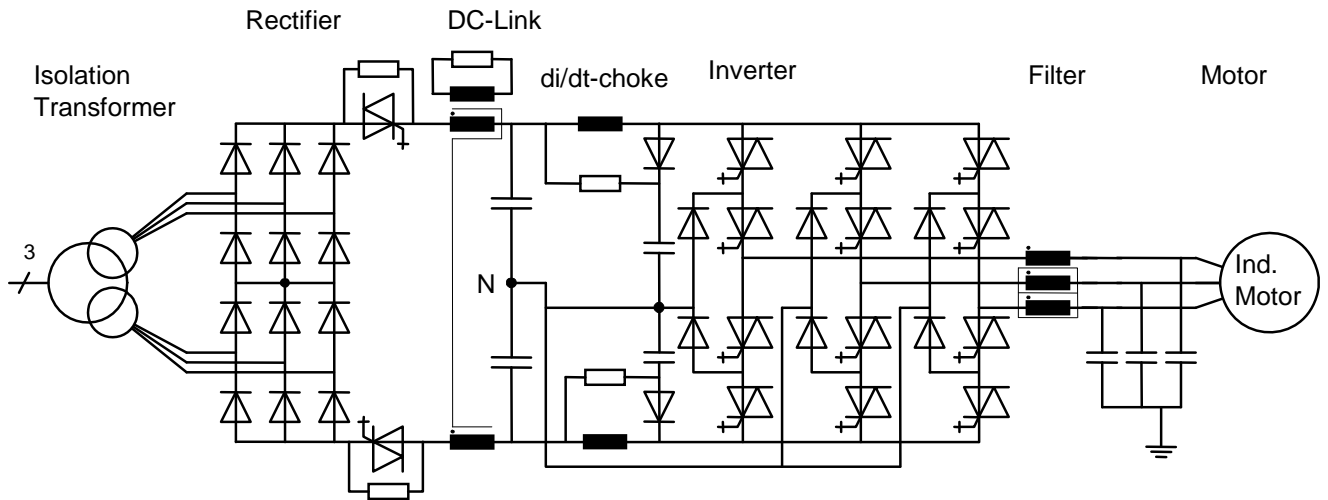 Rectifier
DC-Link
Isolation
Transformer
di/dt-choke
Inverter
Filter
Motor
3
N
Ind.
Motor